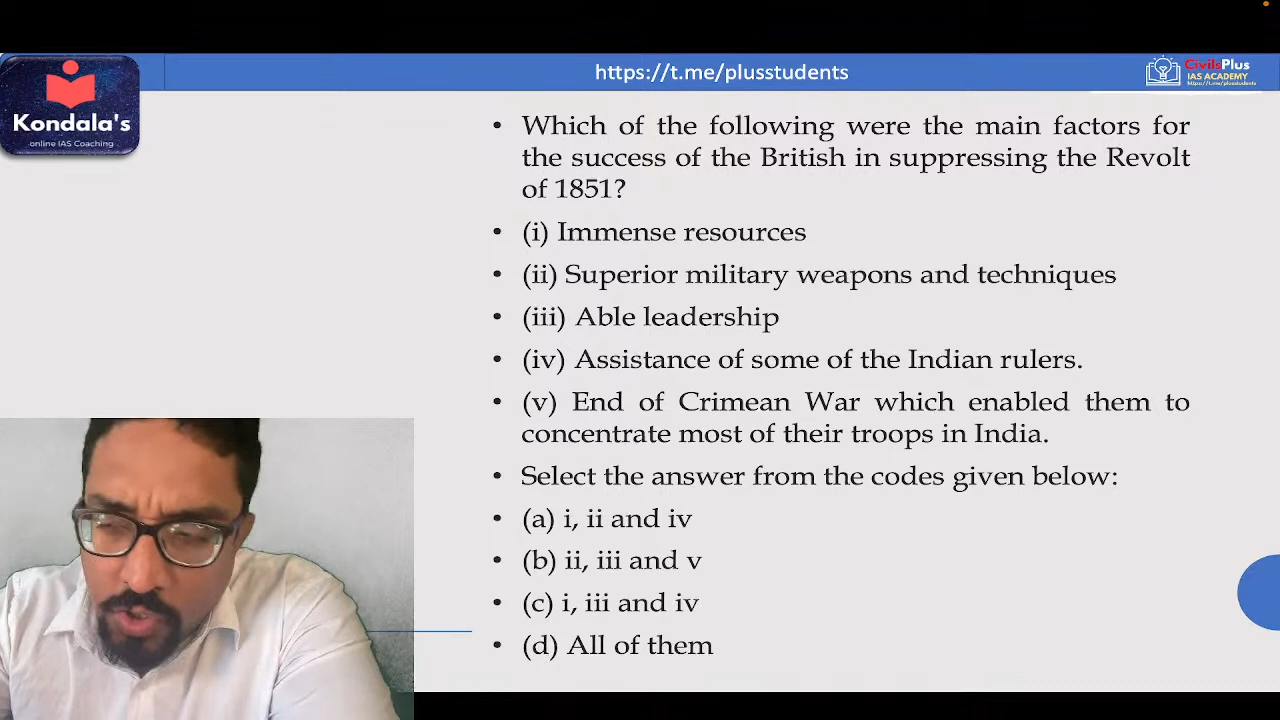 https://t.me/plusstudents
CivilsPlus
IAS ACADEMY
https://t.me/plusstudents
Kondala's
online IAS Coaching
• Which of the following were the main factors for
the success of the British in suppressing the Revolt
of 1851?
• (i) Immense resources
• (ii) Superior military weapons and techniques
• (iii) Able leadership
• (iv) Assistance of some of the Indian rulers.
• (v) End of Crimean War which enabled them to
concentrate most of their troops in India.
• Select the answer from the codes given below:
• (a) i, ii and iv
• (b) ii, iii and v
• (c) i, iii and iv
• (d) All of them